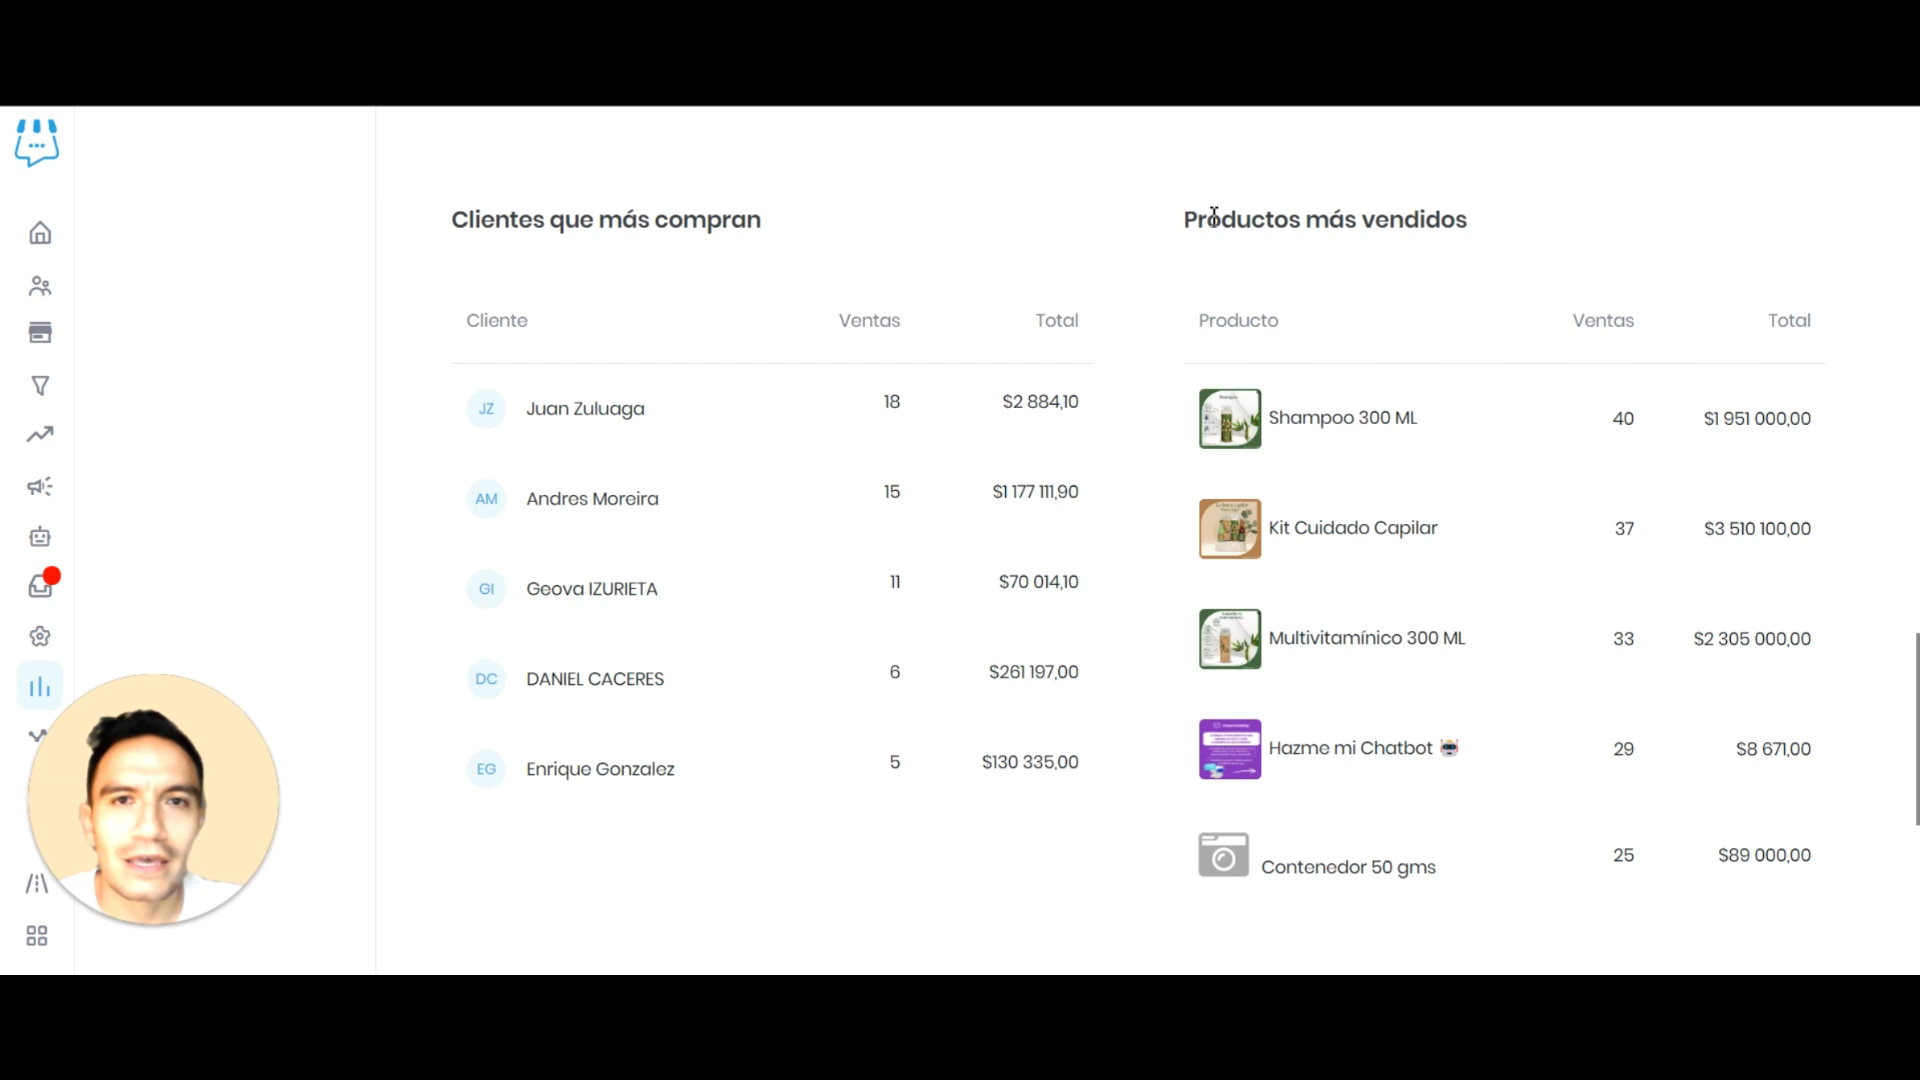 Clientes que más compran
Cliente Ventas Total
JZ Juan Zuluaga 18 $2 884,10
AM Andres Moreira 15 $1 177 111,90
GI Geova IZURIETA 11 $70 014,10
DC DANIEL CACERES 6 $261 197,00
EG Enrique Gonzalez 5 $130 335,00
Productos más vendidos
Producto Ventas Total
Shampoo 300 ML 40 $1 951 000,00
Kit Cuidado Capilar 37 $3 510 100,00
Multivitamínico 300 ML 33 $2 305 000,00
Hazme mi Chatbot 29 $8 671,00
Contenedor 50 gms 25 $89 000,00